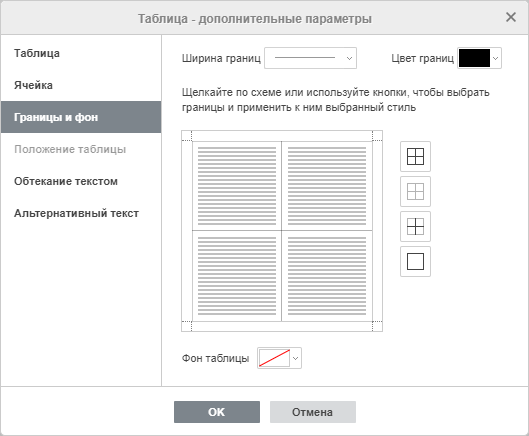 Таблица - дополнительные параметры
Таблица
Ячейка
Границы и фон
Положение таблицы
Обтекание текстом
Альтернативный текст
Ширина границ
Цвет границ
Щелкайте по схеме или используйте кнопки, чтобы выбрать
границы и применить к ним выбранный стиль
Фон таблицы
OK
Отмена